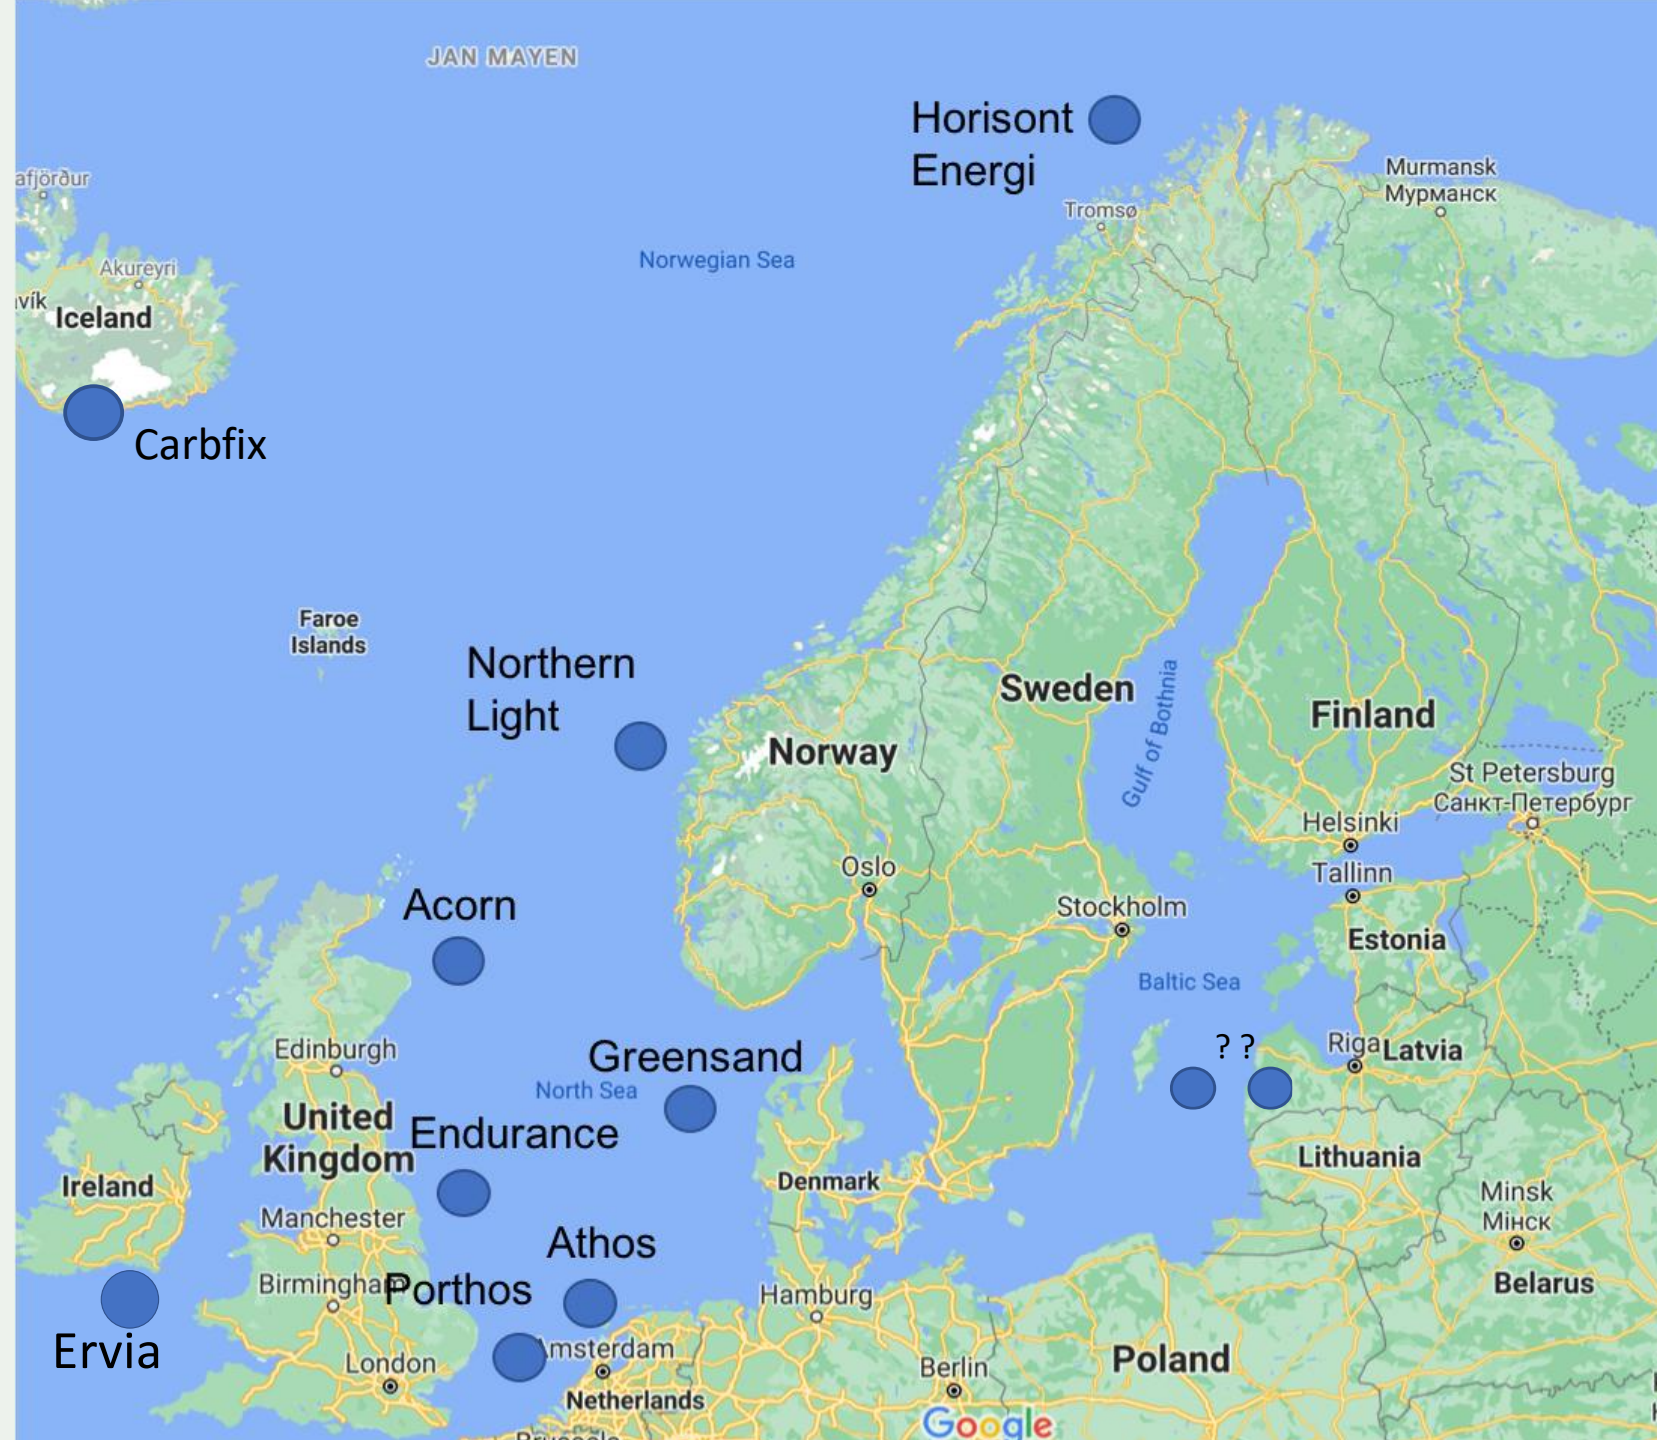 JAN MAYEN
Horisont
Energi
Murmansk
Мурманск
afjörður
Tromsø
Norwegian Sea
Akureyri
vík
Iceland
Carbfix
Faroe
Islands
Northern
Light
Sweden
Gulf of Bothnia
Finland
Norway
St Petersburg
Санкт-Петербург
Helsinki
Oslo
Tallinn
Acorn
Stockholm
Estonia
Baltic Sea
Edinburgh
Greensand
? ?
Riga
Latvia
North Sea
United
Kingdom
Endurance
Ireland
Denmark
Lithuania
Minsk
Мінск
Manchester
Athos
Birmingha
Porthos
Hamburg
Belarus
Ervia
London
Amsterdam
Netherlands
Berlin
Poland
Google